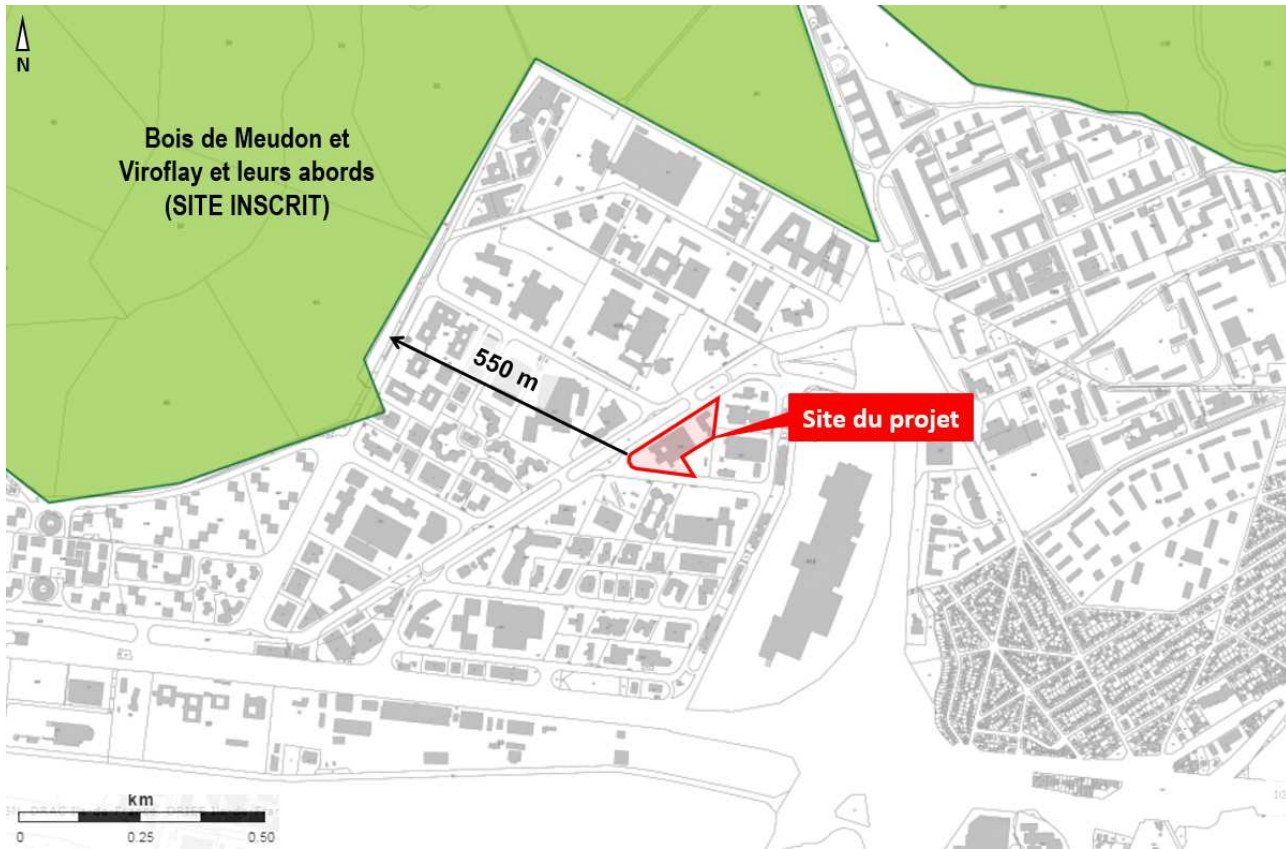 N
Bois de Meudon et
Viroflay et leurs abords
(SITE INSCRIT)
550 m
Site du projet
km
0 0.25 0.50